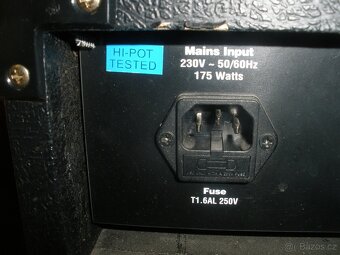 HI-POT
TESTED
Mains Input
230V ~ 50/60Hz
175 Watts
Fuse
T1.6AL 250V